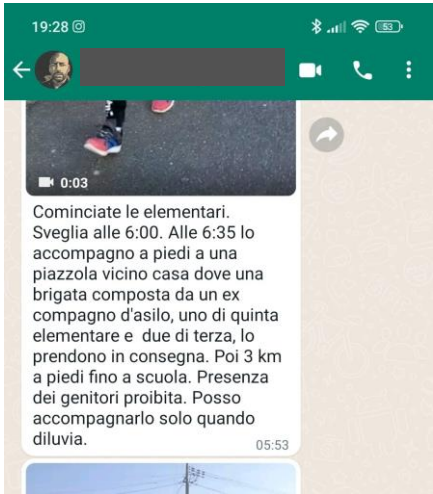 19:28
53
0:03
Cominciate le elementari.
Sveglia alle 6:00. Alle 6:35 lo
accompagno a piedi a una
piazzola vicino casa dove una
brigata composta da un ex
compagno d'asilo, uno di quinta
elementare e  due di terza, lo
prendono in consegna. Poi 3 km
a piedi fino a scuola. Presenza
dei genitori proibita. Posso
accompagnarlo solo quando
diluvia.
05:53